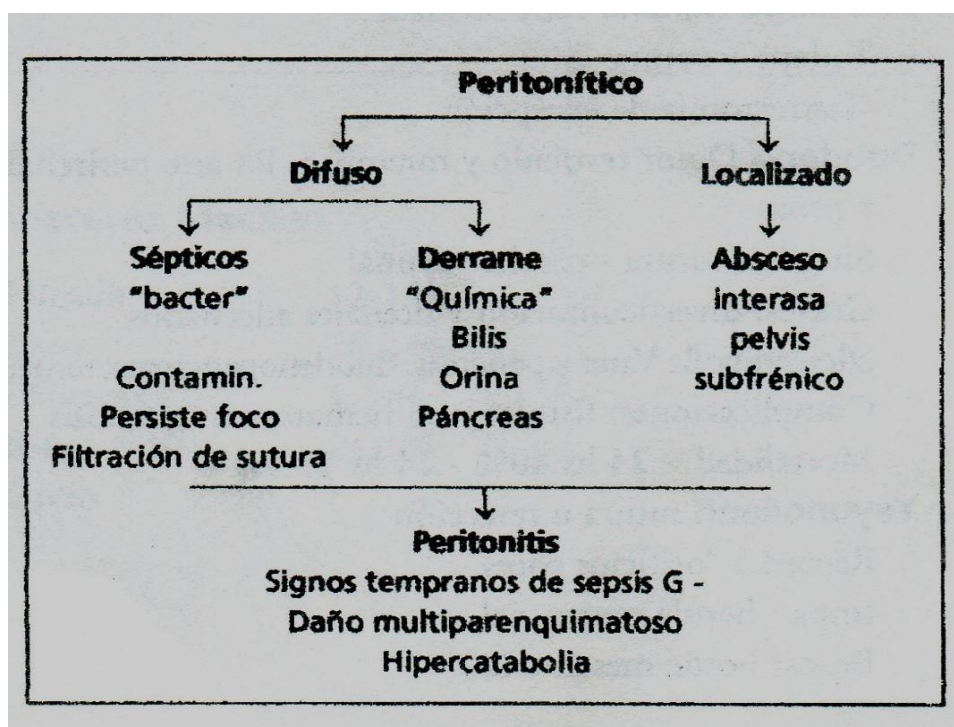 Peritonítico
Difuso
Localizado
Sépticos
"bacter"
Contamin.
Persiste foco
Filtración de sutura
Derrame
"Química"
Bilis
Orina
Páncreas
Absceso
interasa
pelvis
subfrénico
Peritonitis
Signos tempranos de sepsis G -
Daño multiparenquimatoso
Hipercatabolia